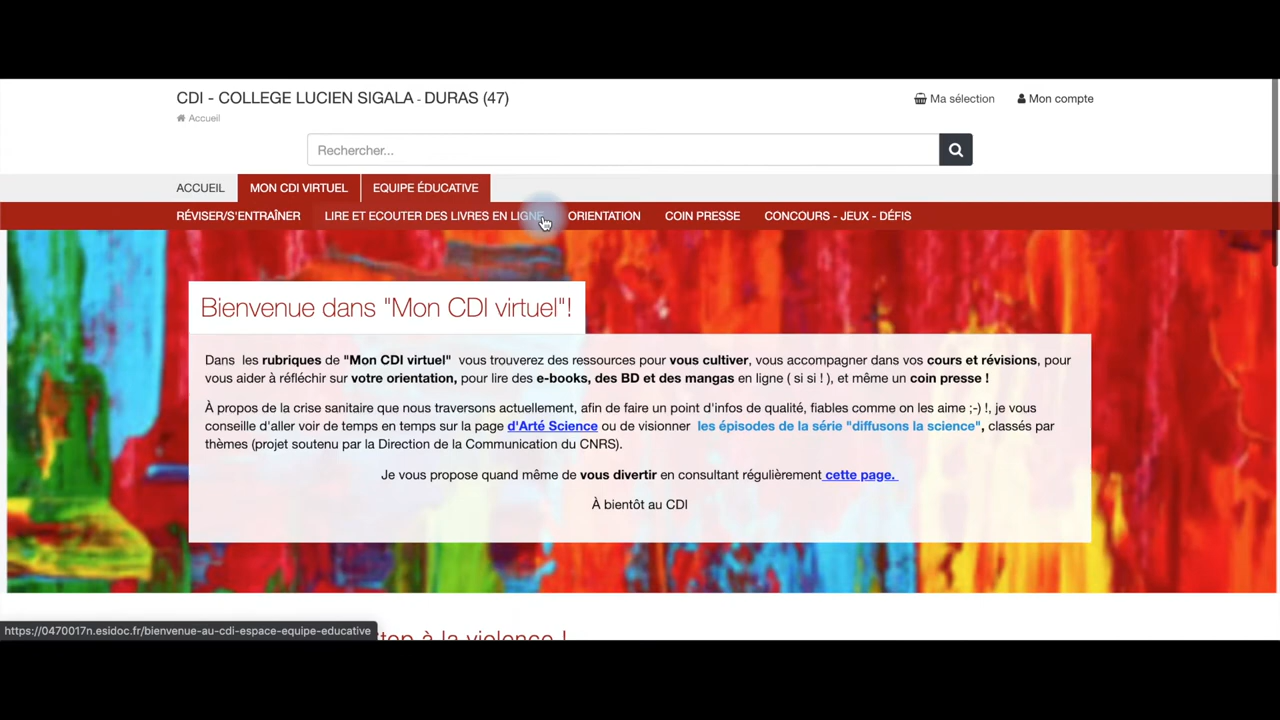 CDI - COLLEGE LUCIEN SIGALA - DURAS (47)
Ma sélection
Mon compte
Accueil
Rechercher...
ACCUEIL
MON CDI VIRTUEL
EQUIPE ÉDUCATIVE
RÉVISER/S'ENTRAÎNER
LIRE ET ECOUTER DES LIVRES EN LIGNE
ORIENTATION
COIN PRESSE
CONCOURS - JEUX - DÉFIS
Bienvenue dans "Mon CDI virtuel"!
Dans les rubriques de "Mon CDI virtuel" vous trouverez des ressources pour vous cultiver, vous accompagner dans vos cours et révisions, pour
vous aider à réfléchir sur votre orientation, pour lire des e-books, des BD et des mangas en ligne ( si si ! ), et même un coin presse !
À propos de la crise sanitaire que nous traversons actuellement, afin de faire un point d'infos de qualité, fiables comme on les aime ;-) !, je vous
conseille d'aller voir de temps en temps sur la page d'Arté Science ou de visionner les épisodes de la série "diffusons la science", classés par
thèmes (projet soutenu par la Direction de la Communication du CNRS).
Je vous propose quand même de vous divertir en consultant régulièrement cette page.
À bientôt au CDI
à la violence !
https://0470017n.esidoc.fr/bienvenue-au-cdi-espace-equipe-educative